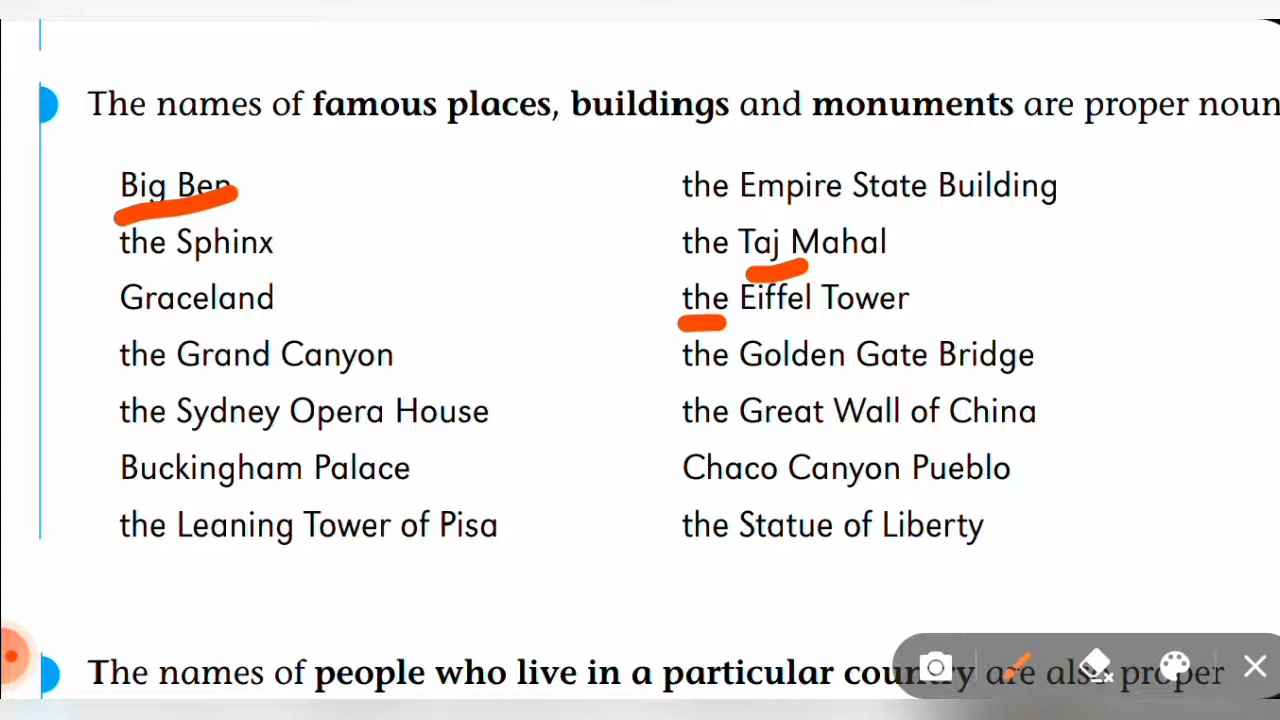 The names of famous places, buildings and monuments are proper noun
Big Ben
the Sphinx
Graceland
the Grand Canyon
the Sydney Opera House
Buckingham Palace
the Leaning Tower of Pisa
the Empire State Building
the Taj Mahal
the Eiffel Tower
the Golden Gate Bridge
the Great Wall of China
Chaco Canyon Pueblo
the Statue of Liberty
The names of people who live in a particular country are also proper